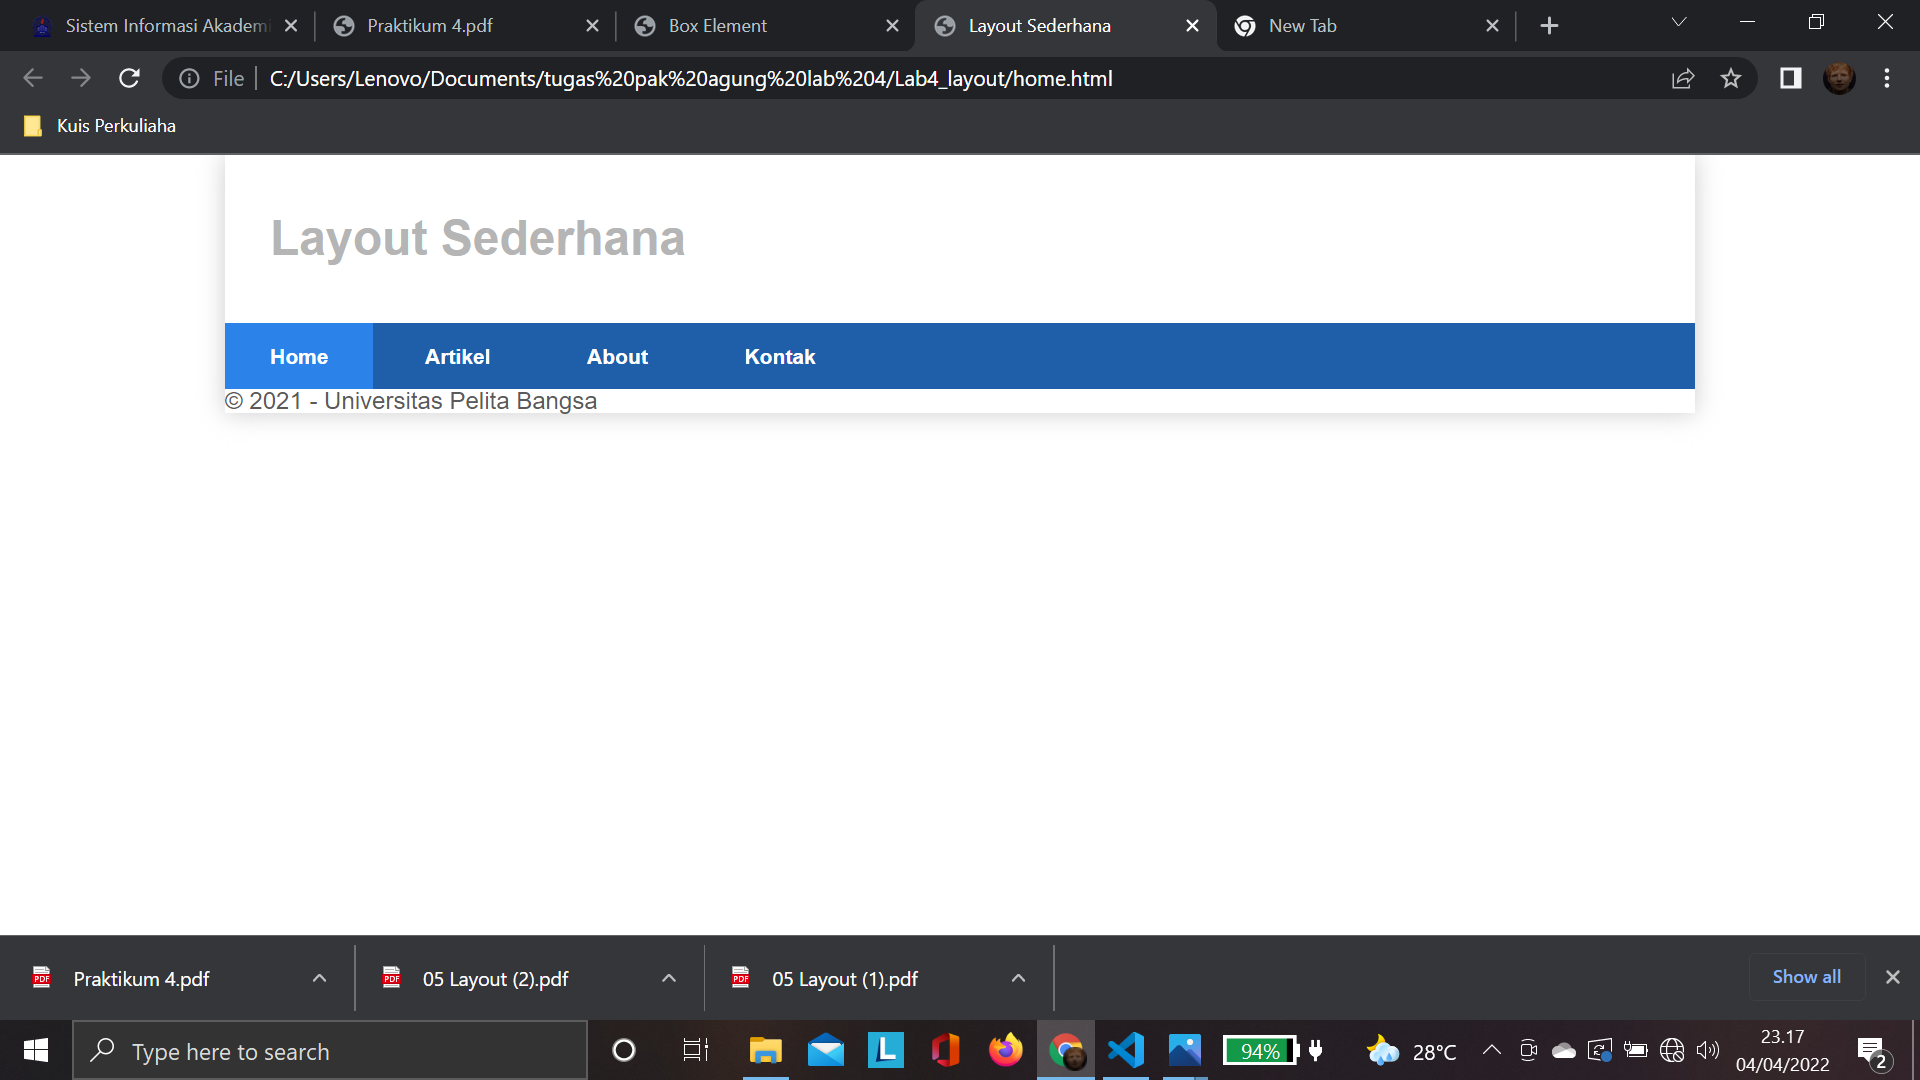 Sistem Informasi Akademi
Praktikum 4.pdf
Box Element
Layout Sederhana
New Tab
File
C:/Users/Lenovo/Documents/tugas%20pak%20agung%20lab%204/Lab4_layout/home.html
Kuis Perkuliaha
Layout Sederhana
Home Artikel About Kontak
© 2021 - Universitas Pelita Bangsa
PDF Praktikum 4.pdf
PDF 05 Layout (2).pdf
PDF 05 Layout (1).pdf
Show all
Type here to search
L
94%
28°C
23.17
04/04/2022
2